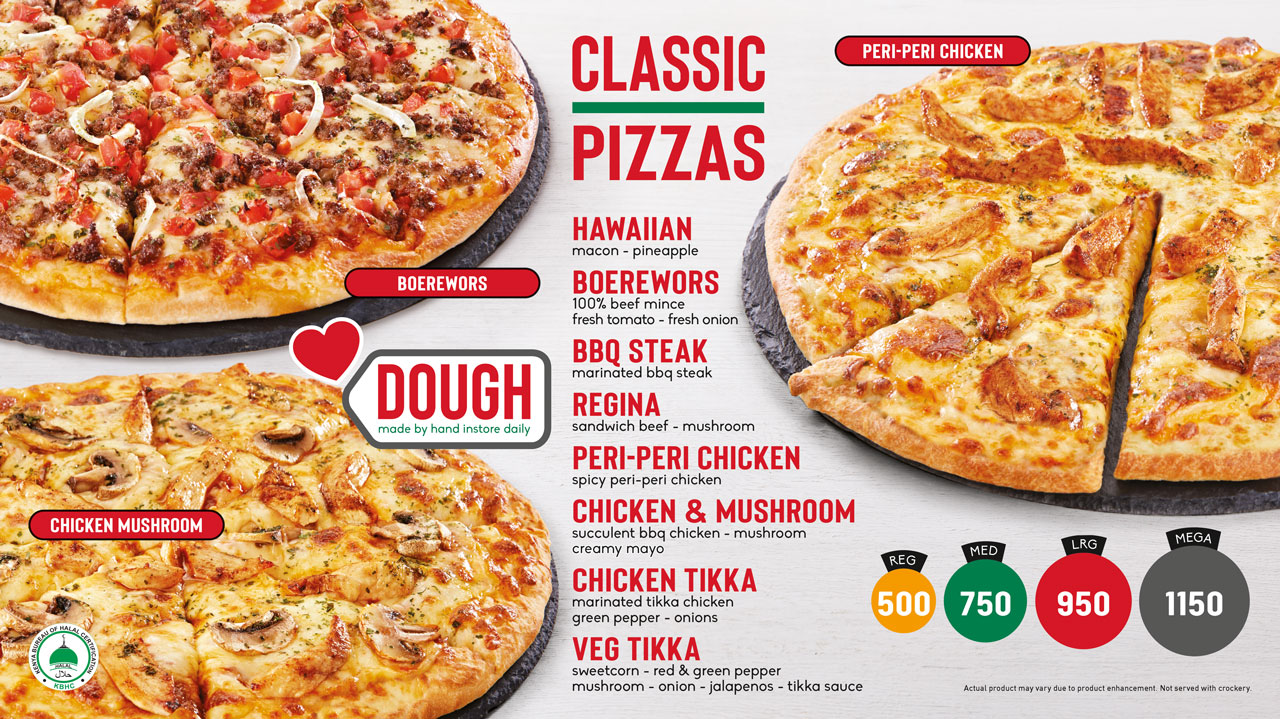 CLASSIC
PIZZAS
HAWAIIAN
macon - pineapple
BOEREWORS
100% beef mince
fresh tomato - fresh onion
BBQ STEAK
marinated bbq steak
REGINA
sandwich beef - mushroom
PERI-PERI CHICKEN
spicy peri-peri chicken
CHICKEN & MUSHROOM
succulent bbq chicken - mushroom
creamy mayo
CHICKEN TIKKA
marinated tikka chicken
green pepper - onions
VEG TIKKA
sweetcorn - red & green pepper
mushroom - onion - jalapenos - tikka sauce
BOEREWORS
DOUGH
made by hand instore daily
CHICKEN MUSHROOM
KENYA BUREAU OF HALAL CERTIFICATION
HALAL
حلال
KBHC
PERI-PERI CHICKEN
REG
500
MED
750
LRG
950
MEGA
1150
Actual product may vary due to product enhancement. Not served with crockery.